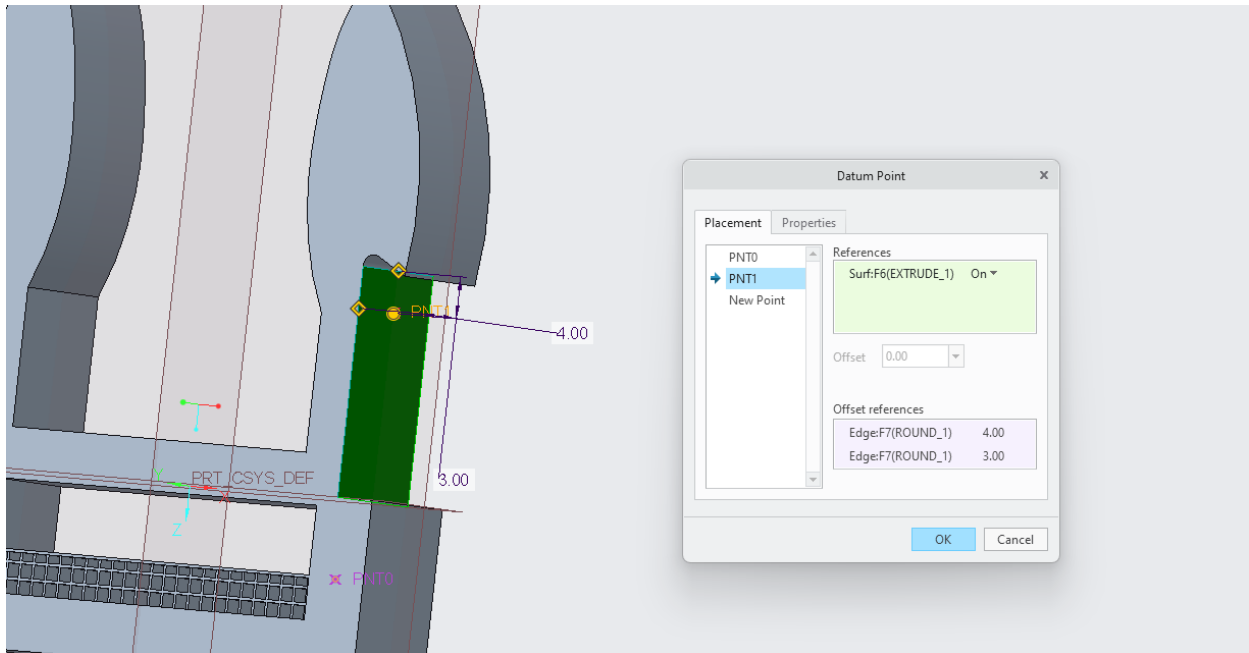 PNT1
4.00
3.00
PRT_CSYS_DEF
Y
X
Z
PNT0
Datum Point
x
Placement
Properties
PNT0
PNT1
New Point
References
Surf:F6(EXTRUDE_1) On
Offset 0.00
Offset references
Edge:F7(ROUND_1) 4.00
Edge:F7(ROUND_1) 3.00
OK
Cancel